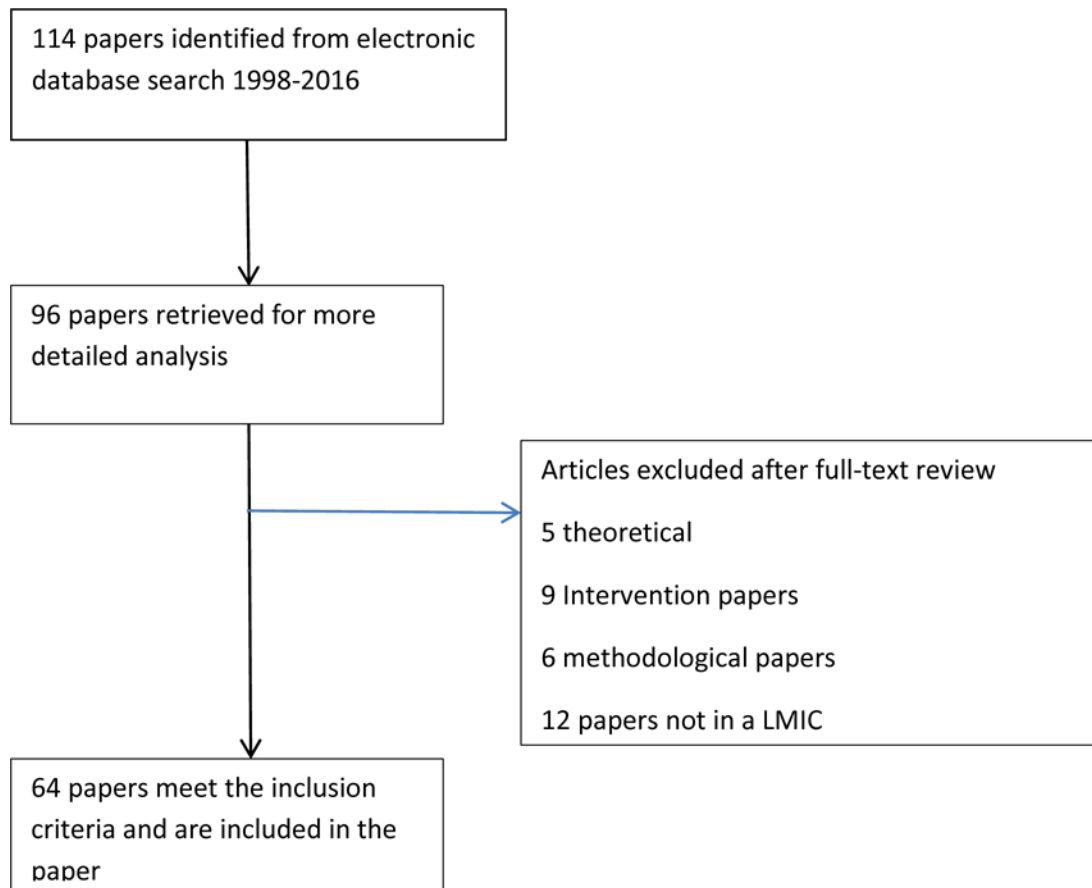 114 papers identified from electronic
database search 1998-2016
96 papers retrieved for more
detailed analysis
Articles excluded after full-text review
5 theoretical
9 Intervention papers
6 methodological papers
12 papers not in a LMIC
64 papers meet the inclusion
criteria and are included in the
paper